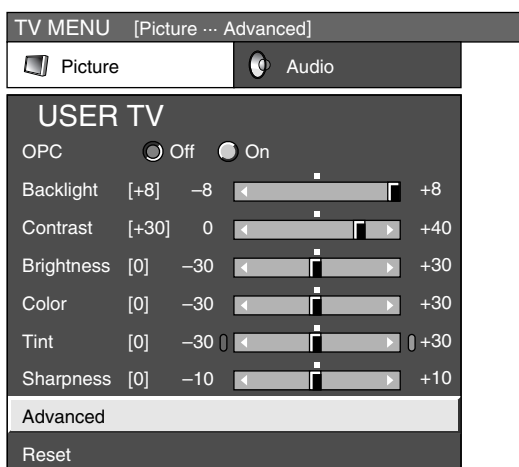 TV MENU [Picture ··· Advanced]
Picture Audio
USER TV
OPC Off On
Backlight [+8] –8 +8
Contrast [+30] 0 +40
Brightness [0] –30 +30
Color [0] –30 +30
Tint [0] –30 +30
Sharpness [0] –10 +10
Advanced
Reset